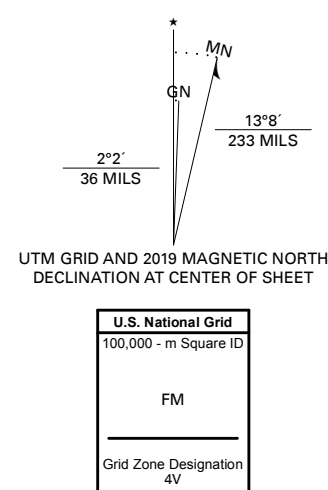 ★
MN
GN
13°8´
233 MILS
2°2´
36 MILS
UTM GRID AND 2019 MAGNETIC NORTH
DECLINATION AT CENTER OF SHEET
U.S. National Grid
100,000 - m Square ID
FM
Grid Zone Designation
4V